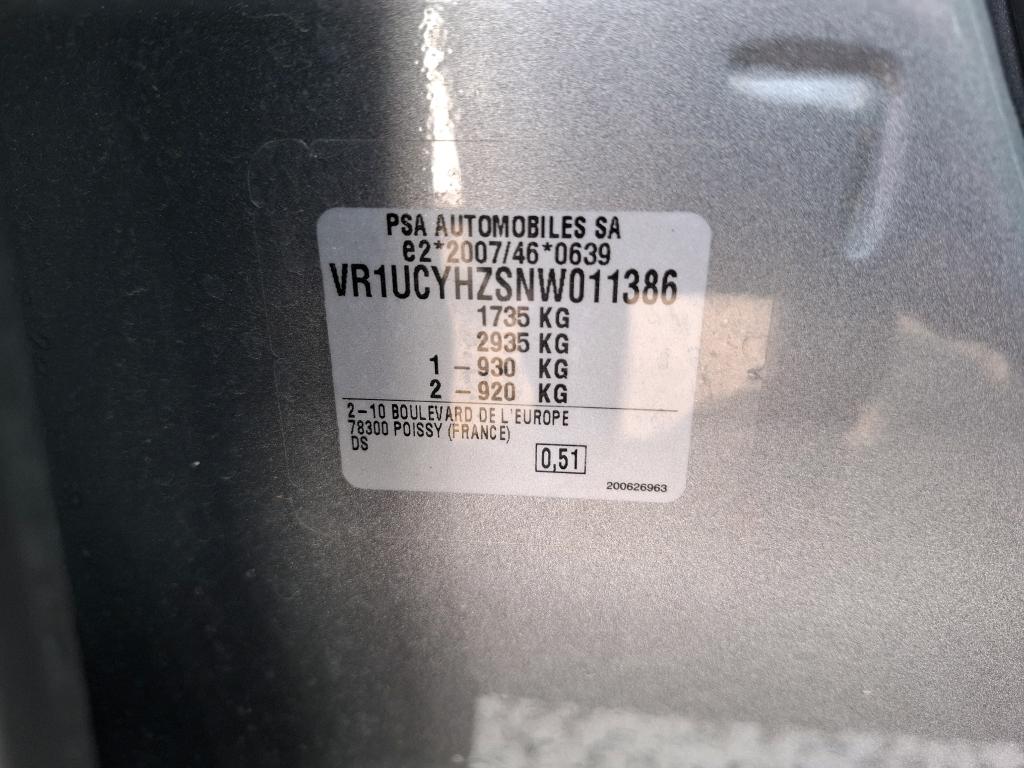 PSA AUTOMOBILES SA
e2*2007/46*0639
VR1UCYHZSNW011386
1735 KG
2935 KG
1 – 930 KG
2 – 920 KG
2–10 BOULEVARD DE L'EUROPE
78300 POISSY (FRANCE)
DS
0,51
200626963